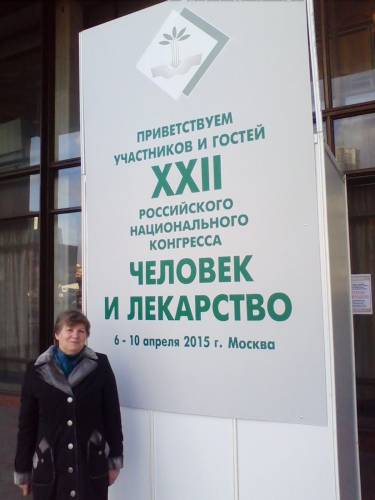 ПРИВЕТСТВУЕМ
УЧАСТНИКОВ И ГОСТЕЙ
XXII
РОССИЙСКОГО
НАЦИОНАЛЬНОГО
КОНГРЕССА
ЧЕЛОВЕК
И ЛЕКАРСТВО
6 - 10 апреля 2015 г. Москва